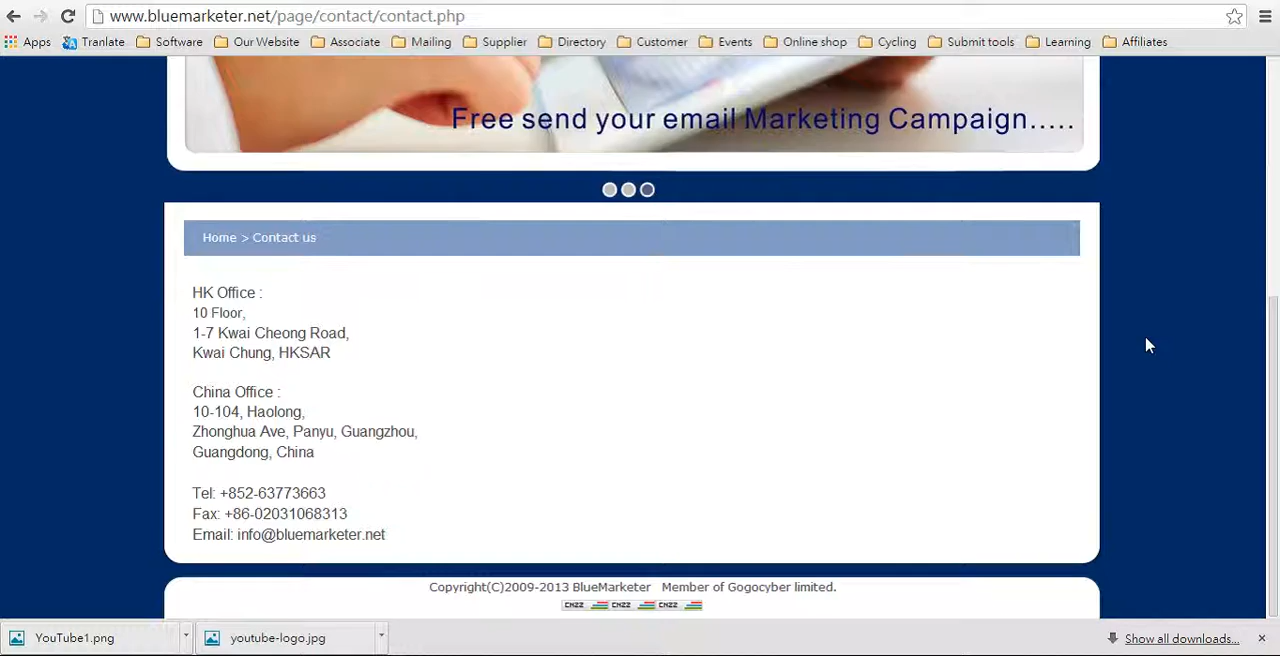 www.bluemarketer.net/page/contact/contact.php
Apps Tranlate Software Our Website Associate Mailing Supplier Directory Customer Events Online shop Cycling Submit tools Learning Affiliates
Free send your email Marketing Campaign.....
Home > Contact us
HK Office :
10 Floor,
1-7 Kwai Cheong Road,
Kwai Chung, HKSAR
China Office :
10-104, Haolong,
Zhonghua Ave, Panyu, Guangzhou,
Guangdong, China
Tel: +852-63773663
Fax: +86-02031068313
Email: info@bluemarketer.net
Copyright(C)2009-2013 BlueMarketer Member of Gogocyber limited.
CNZZ CNZZ CNZZ
YouTube1.png youtube-logo.jpg Show all downloads...